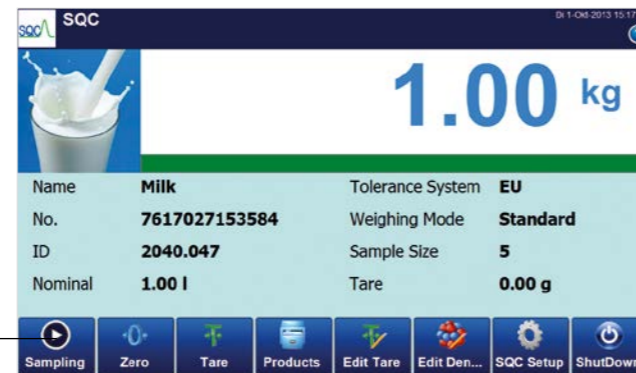 SQC
SQC
Di 1-Okt-2013 15:17
1.00 kg
Name Milk Tolerance System EU
No. 7617027153584 Weighing Mode Standard
ID 2040.047 Sample Size 5
Nominal 1.00 l Tare 0.00 g
Sampling Zero Tare Products Edit Tare Edit Den... SQC Setup ShutDown
·0·
T
T